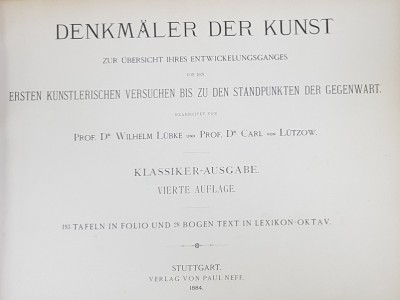 DENKMÄLER DER KUNST
ZUR ÜBERSICHT IHRES ENTWICKELUNGSGANGES
VON DEN
ERSTEN KÜNSTLERISCHEN VERSUCHEN BIS ZU DEN STANDPUNKTEN DER GEGENWART.
BEARBEITET VON
PROF. DR WILHELM LÜBKE UND PROF. DR CARL VON LÜTZOW.
KLASSIKER-AUSGABE.
VIERTE AUFLAGE.
TAFELN IN FOLIO UND BOGEN TEXT IN LEXIKON-OKTAV.
STUTTGART.
VERLAG VON PAUL NEFF.
1884.